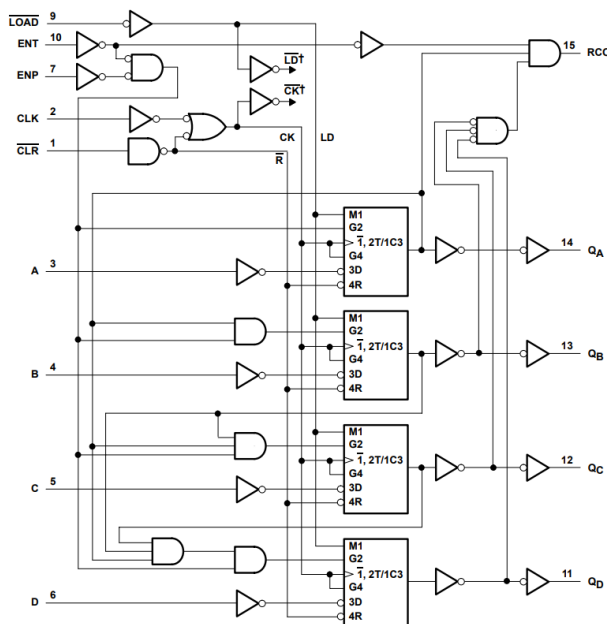 LOAD 9
ENT 10
15 RCO
LD†
ENP 7
CK†
CLK 2
CLR 1
CK LD
R
M1
G2
1, 2T/1C3
G4
A 3
3D
4R
14 QA
M1
G2
1, 2T/1C3
G4
B 4
3D
4R
13 QB
M1
G2
1, 2T/1C3
G4
C 5
3D
4R
12 QC
M1
G2
1, 2T/1C3
G4
D 6
3D
4R
11 QD